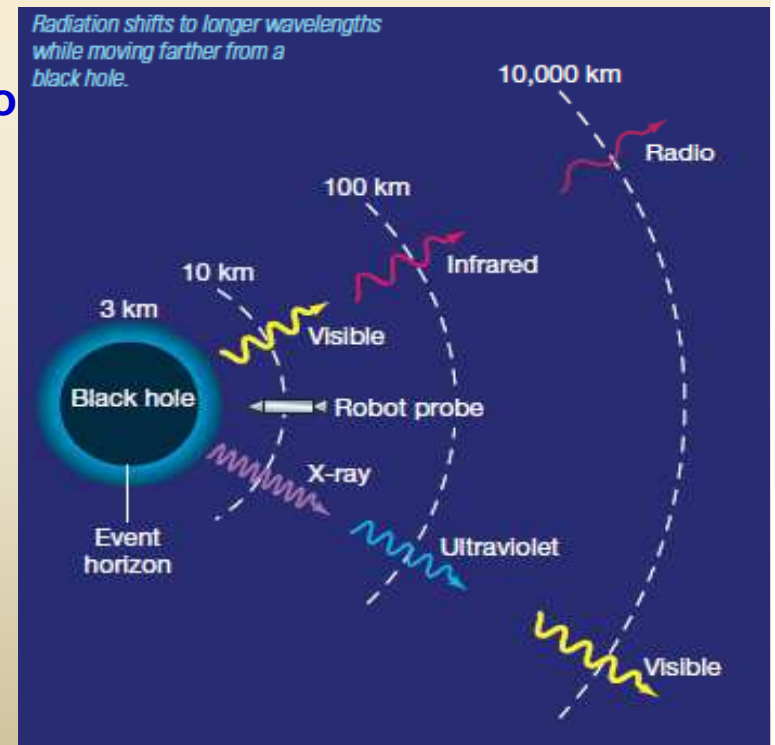 Radiation shifts to longer wavelengths
while moving farther from a
black hole.
o
10,000 km
Radio
100 km
Infrared
10 km
3 km
Visible
Black hole
Robot probe
X-ray
Event
horizon
Ultraviolet
Visible